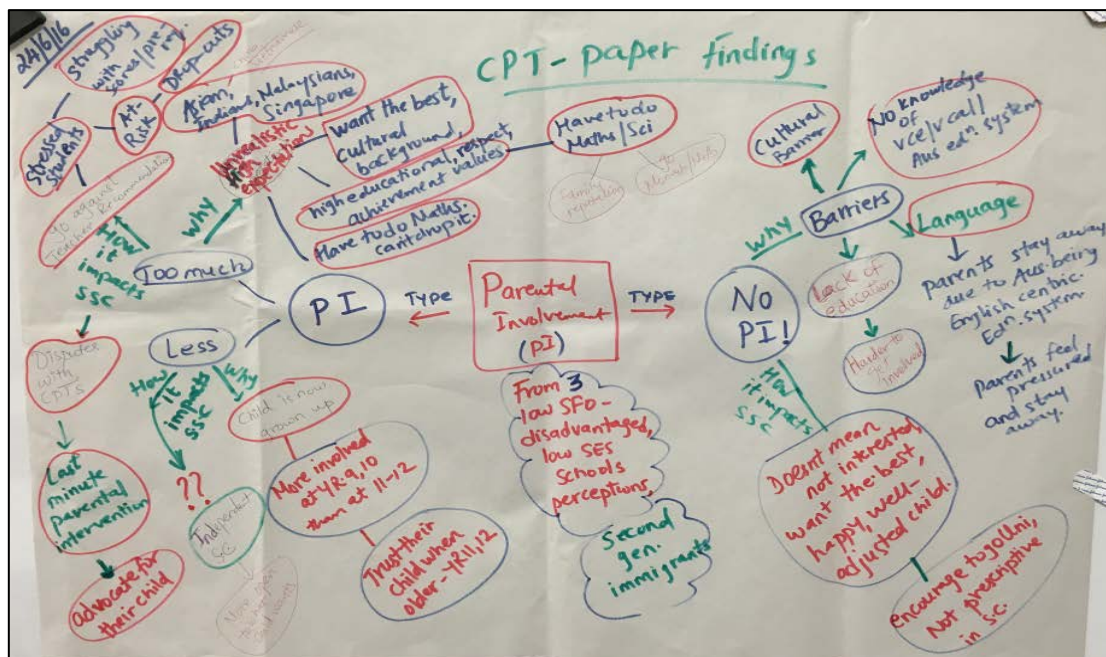 24/6/16
CPT - paper findings
Struggling
with
Drop-outs
At-
Risk
Stressed
students
Asian,
Indians, Malaysians,
Singapore
Unrealistic
High
expectations
Want the best,
cultural
background,
high educational, respect,
achievement values
Have to do Maths.
can't drop it.
Have to do
Maths/Sci
Family
reputation
go against
Teacher Recommendation
How
it
impacts
SSC
WHY
Too much
PI
TYPE
Parental
Involvement
(PI)
TYPE
NO
PI!
WHY
Barriers
Cultural
Barrier
No knowledge
of
vce/vcal/
Aus edn. system
Language
Parents stay away
due to Aus. being
English centric
Edn. system
Parents feel
pressured
and stay
away.
Lack of
education
Harder to
get
involved
Less
Disputes
with
CPTS
Last
minute
parental
intervention
advocate for
their child
How
it
impacts
SSC
??
Independent
SC
WHY
Child is now
grown up
More involved
at YR. 9, 10
than at 11-12
Trust their
child when
older - YR 11, 12
From 3
low SFO -
disadvantaged,
low SES
schools
perceptions,
Second
gen.
immigrants
How
it impacts
SSC
Doesn't mean
not interested,
want the best,
happy, well-
adjusted child.
encourage to go Uni,
Not prescriptive
in SC.